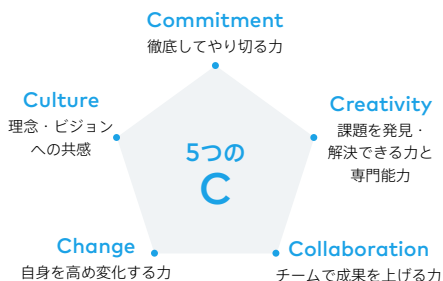 Commitment
徹底してやり切る力
Culture
理念・ビジョン
への共感
Creativity
課題を発見・
解決できる力と
専門能力
5つの
C
Change
自身を高め変化する力
Collaboration
チームで成果を上げる力